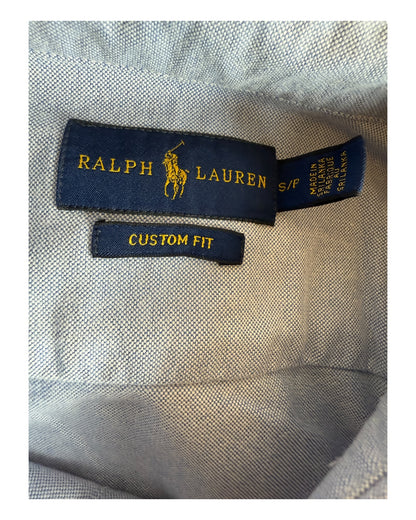 RALPH LAUREN
S/P
MADE IN
SRI LANKA
FABRIQUÉ
AU
SRI LANKA
CUSTOM FIT